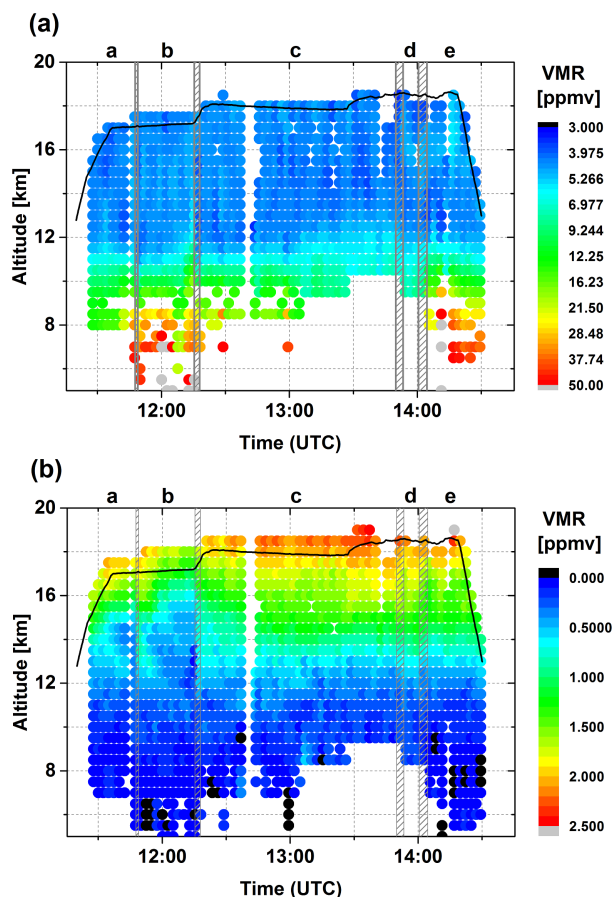 (a)
a b c d e
VMR
[ppmv]
20
16
12
8
Altitude [km]
3.000
3.975
5.266
6.977
9.244
12.25
16.23
21.50
28.49
37.74
50.00
12:00 13:00 14:00
Time (UTC)
(b)
a b c d e
VMR
[ppmv]
20
16
12
8
Altitude [km]
0.000
0.5000
1.000
1.500
2.000
2.500
12:00 13:00 14:00
Time (UTC)